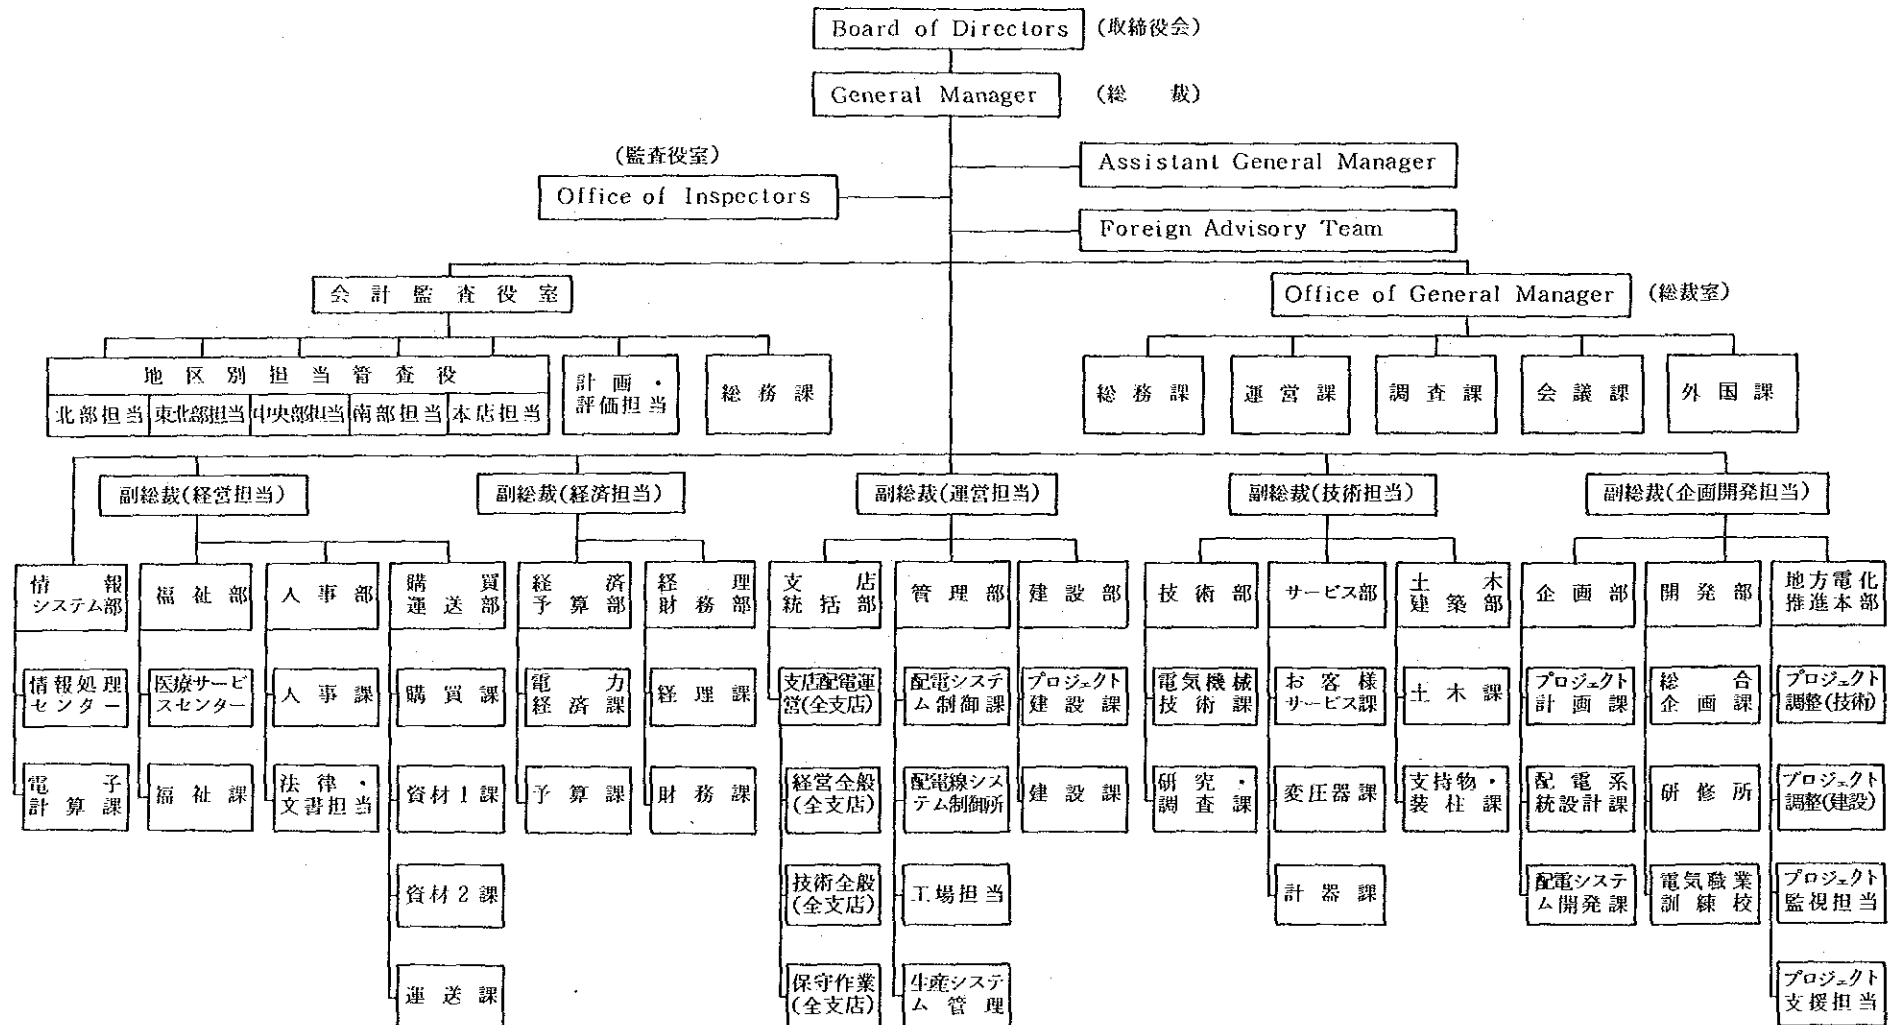 Board of Directors (取締役会)
General Manager (総裁)
(監査役室)
Office of Inspectors
Assistant General Manager
Foreign Advisory Team
会計監査役室
Office of General Manager (総裁室)
地区別担当管査役
北部担当 東北部担当 中央部担当 南部担当 本店担当
計画・
評価担当
総務課
総務課
運営課
調査課
会議課
外国課
副総裁(経営担当)
副総裁(経済担当)
副総裁(運営担当)
副総裁(技術担当)
副総裁(企画開発担当)
情報
システム部
福祉部
人事部
購買
運送部
経済
予算部
経理
財務部
支店
統括部
管理部
建設部
技術部
サービス部
土木
建築部
企画部
開発部
地方電化
推進本部
情報処理
センター
医療サービ
スセンター
人事課
購買課
電力
経済課
経理課
支店配電運
営(全支店)
配電システ
ム制御課
プロジェクト
建設課
電気機械
技術課
お客様
サービス課
土木課
プロジェクト
計画課
総合
企画課
プロジェクト
調整(技術)
電子
計算課
福祉課
法律・
文書担当
資材1課
予算課
財務課
経営全般
(全支店)
配電線シス
テム制御所
建設課
研究・
調査課
変圧器課
支持物・
装柱課
配電系
統設計課
研修所
プロジェクト
調整(建設)
資材2課
技術全般
(全支店)
工場担当
計器課
配電システ
ム開発課
電気職業
訓練校
プロジェクト
監視担当
運送課
保守作業
(全支店)
生産システ
ム管理
プロジェクト
支援担当